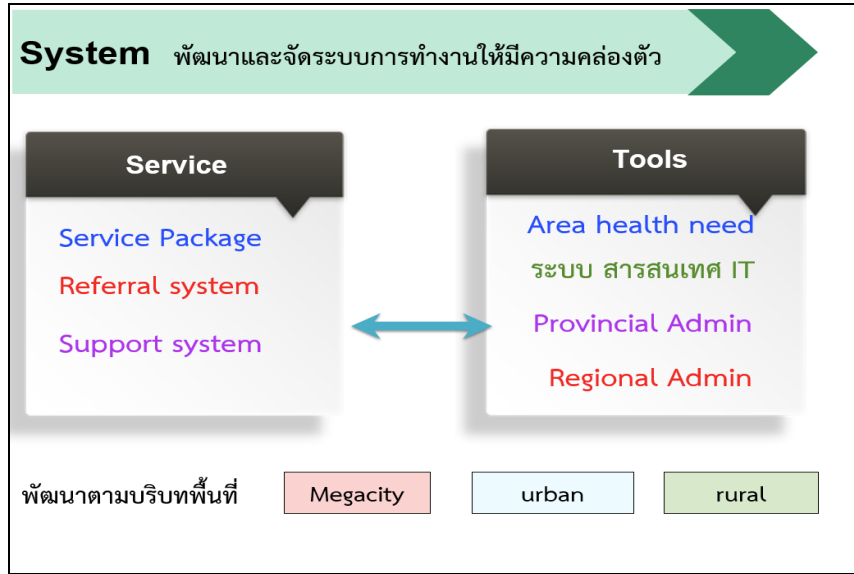 System พัฒนาและจัดระบบการทำงานให้มีความคล่องตัว
Service
Service Package
Referral system
Support system
Tools
Area health need
ระบบ สารสนเทศ IT
Provincial Admin
Regional Admin
พัฒนาตามบริบทพื้นที่ Megacity urban rural